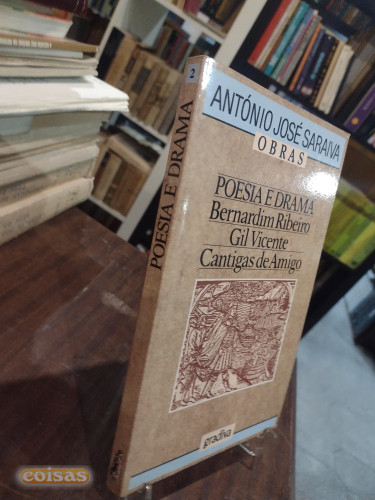 2
POESIA E DRAMA
ANTÓNIO JOSÉ SARAIVA
OBRAS
POESIA E DRAMA
Bernardim Ribeiro
Gil Vicente
Cantigas de Amigo
gradiva
coisas